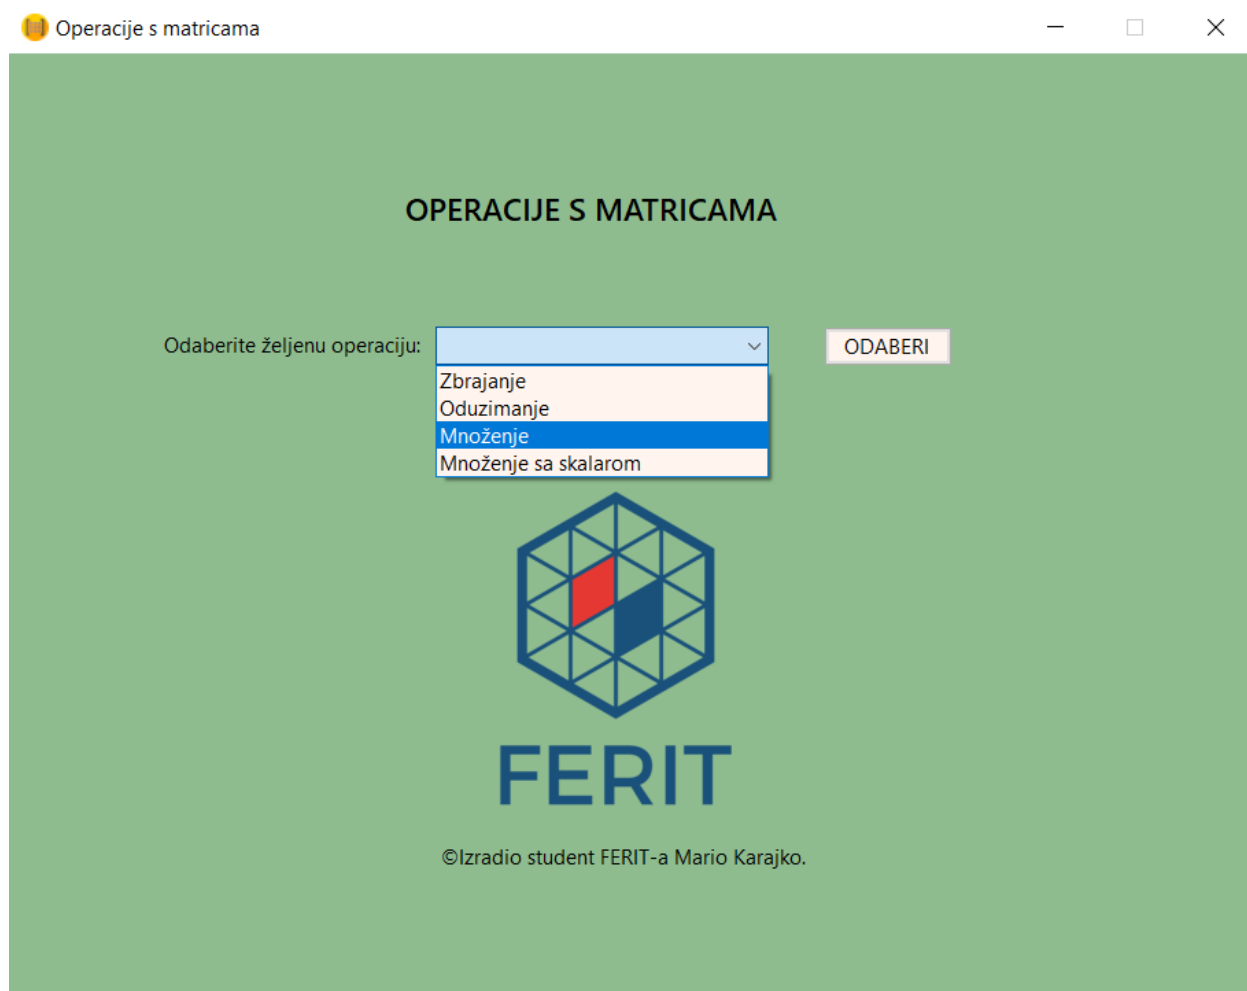 Operacije s matricama
OPERACIJE S MATRICAMA
Odaberite željenu operaciju:
ODABERI
Zbrajanje
Oduzimanje
Množenje
Množenje sa skalarom
FERIT
©Izradio student FERIT-a Mario Karajko.